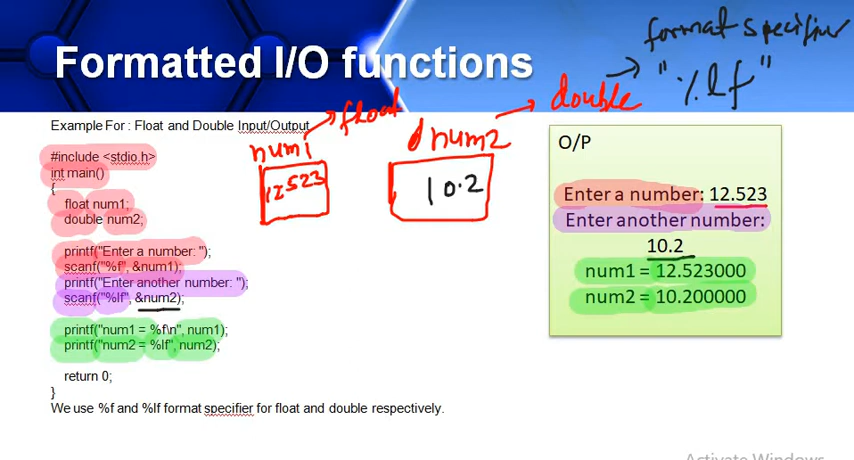 format specifier
Formatted I/O functions
"%lf"
double
float
Example For : Float and Double Input/Output
num1
num2
12523
10.2
O/P
#include <stdio.h>
int main()
{
float num1;
double num2;
Enter a number: 12.523
Enter another number:
10.2
num1 = 12.523000
num2 = 10.200000
printf("Enter a number: ");
scanf("%f", &num1);
printf("Enter another number: ");
scanf("%lf", &num2);
printf("num1 = %f\n", num1);
printf("num2 = %lf", num2);
return 0;
}
We use %f and %lf format specifier for float and double respectively.
Activate Windows